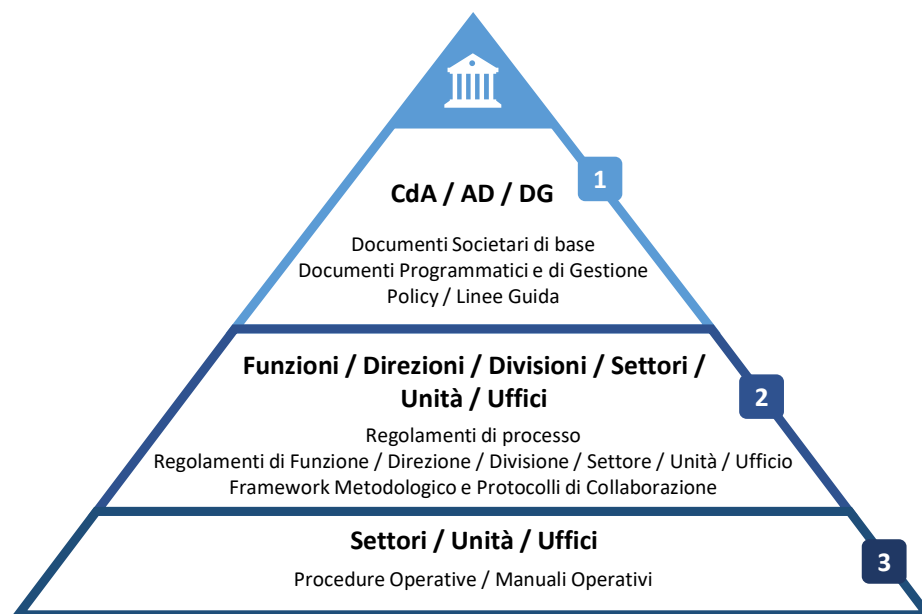 1
CdA / AD / DG
Documenti Societari di base
Documenti Programmatici e di Gestione
Policy / Linee Guida
Funzioni / Direzioni / Divisioni / Settori /
Unità / Uffici
2
Regolamenti di processo
Regolamenti di Funzione / Direzione / Divisione / Settore / Unità / Ufficio
Framework Metodologico e Protocolli di Collaborazione
Settori / Unità / Uffici
3
Procedure Operative / Manuali Operativi